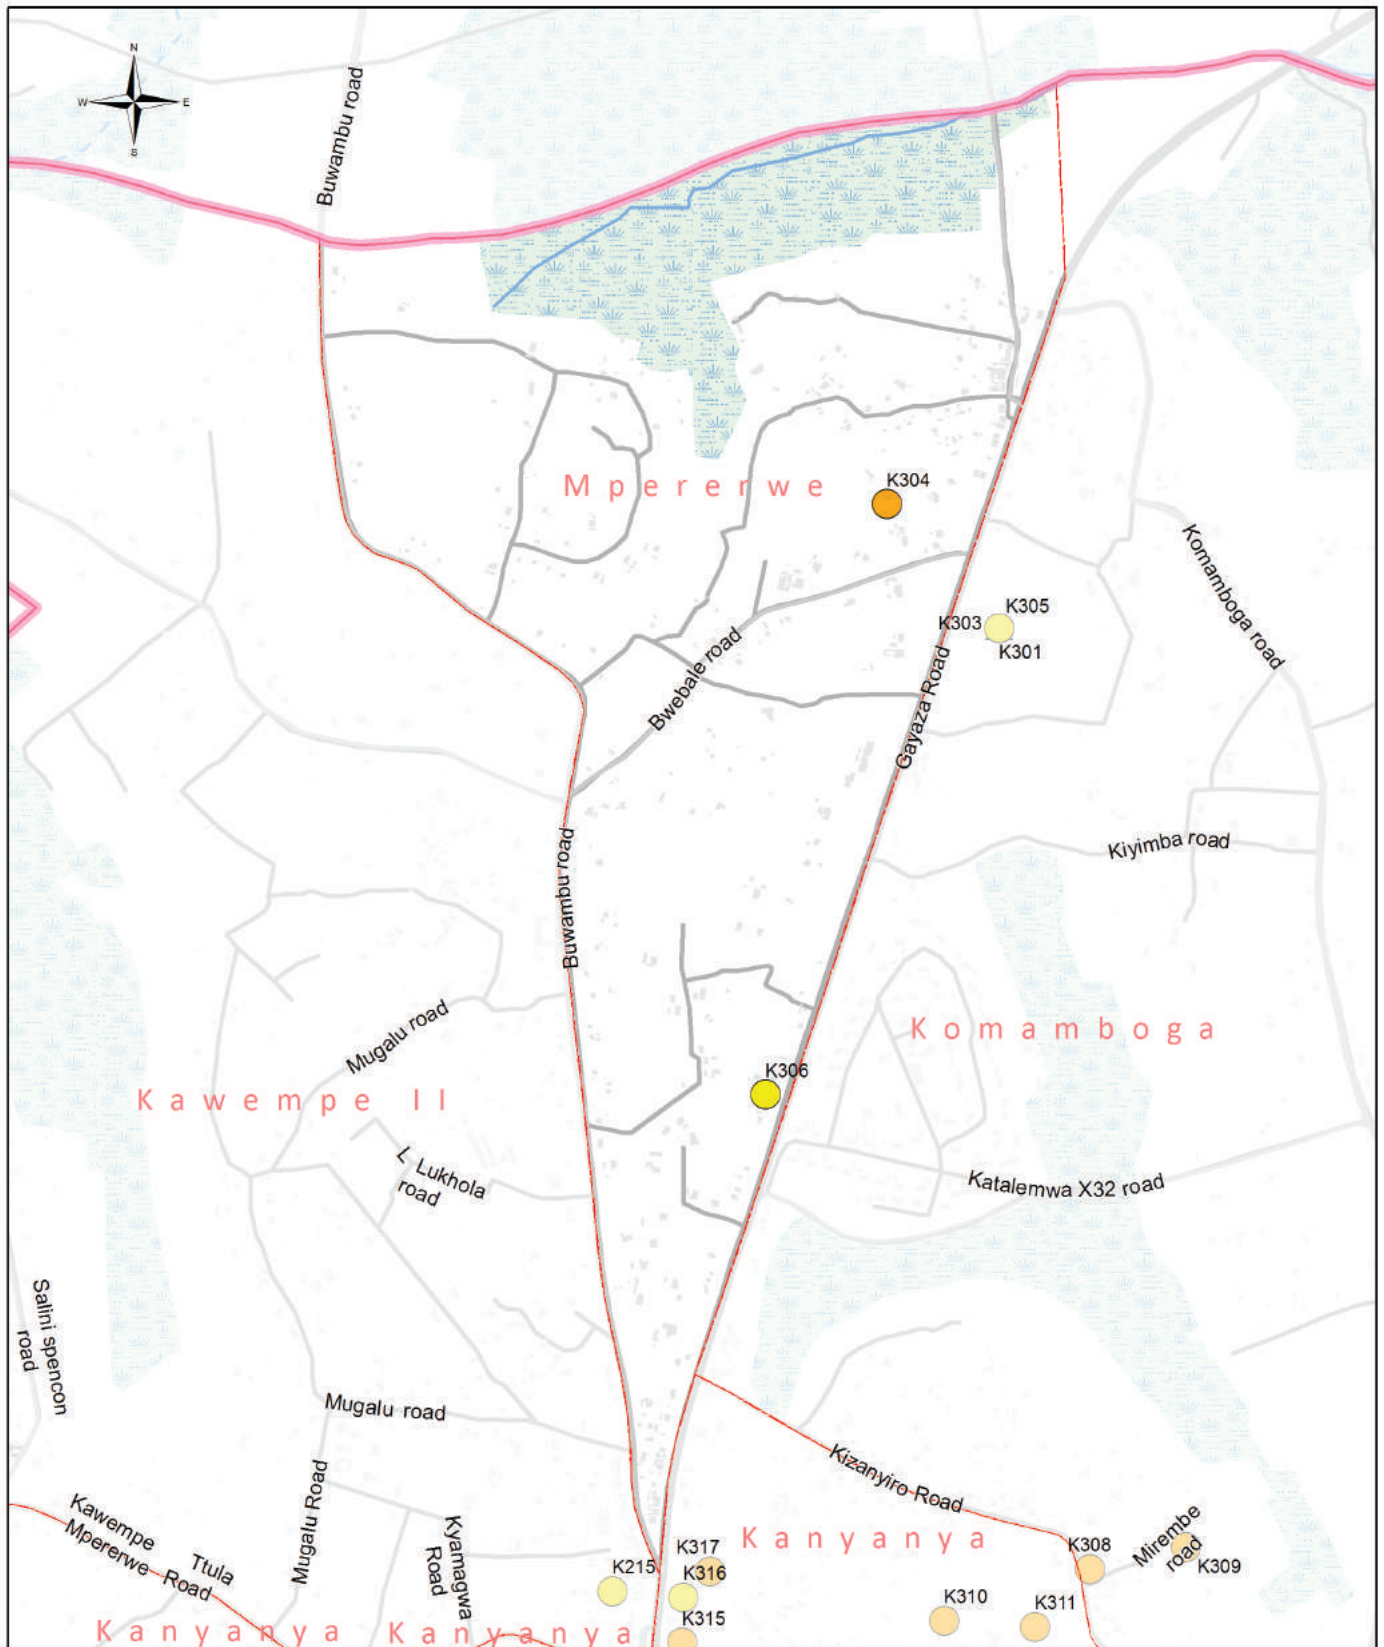 N
W E
S
Buwambu road
Mpererwe
K304
Komamboga road
K305
K303
K301
Bwebale road
Gayaza Road
Kiyimba road
Buwambu road
Mugalu road
Komamboga
K306
Kawempe II
L Lukhola
road
Katalemwa X32 road
Salini spencon
road
Mugalu road
Kizanyiro Road
Mugalu Road
Kawempe Ttula
Mpererwe Road
Kyamagwa
Road
Kanyanya
Mirembe
road
K317
K308
K309
K215
K316
K310
K311
K315
Kanyanya
Kanyanya